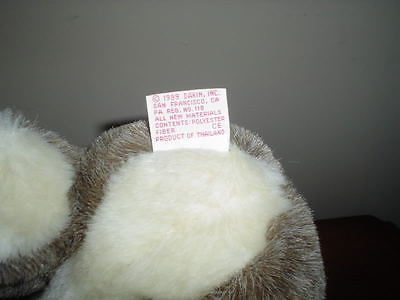 © 1989 DAKIN, INC.
SAN FRANCISCO, CA
PA REG. NO. 118
ALL NEW MATERIALS
CONTENTS: POLYESTER
FIBER CE
PRODUCT OF THAILAND